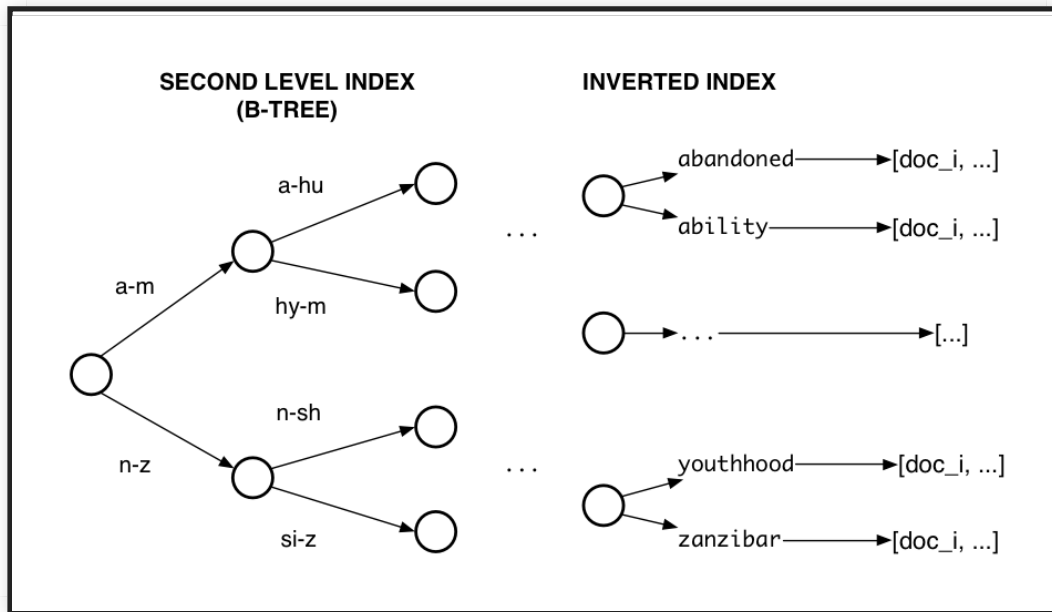 SECOND LEVEL INDEX
(B-TREE)
INVERTED INDEX
a-hu
hy-m
a-m
n-z
n-sh
si-z
...
...
abandoned
[doc_i, ...]
ability
[doc_i, ...]
...
[...]
youthhood
[doc_i, ...]
zanzibar
[doc_i, ...]